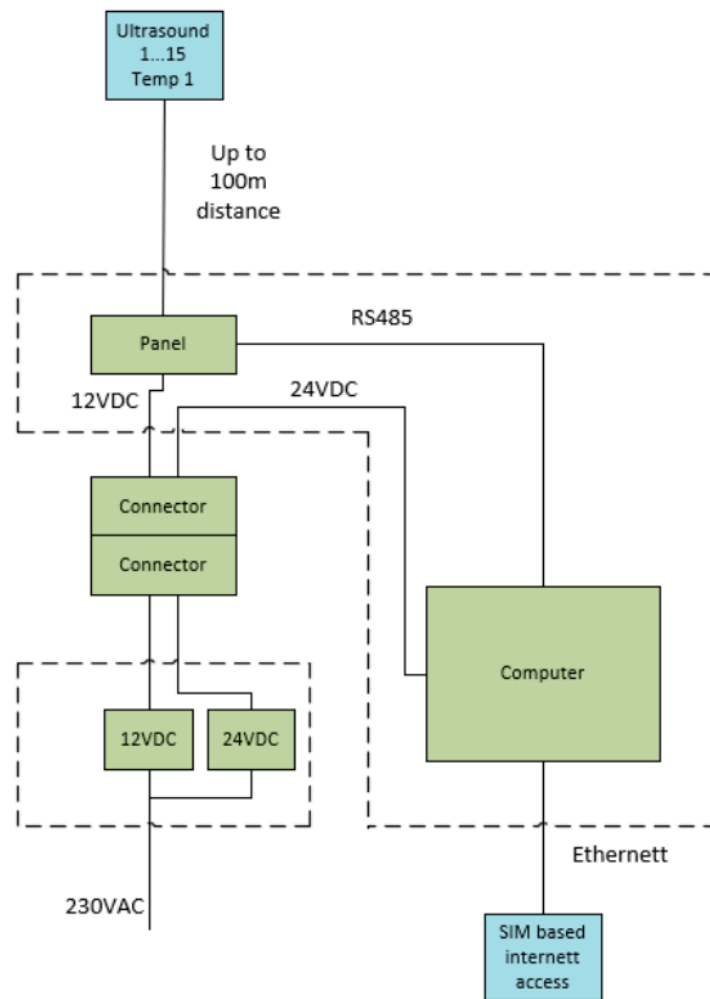 Ultrasound
1...15
Temp 1
Up to
100m
distance
RS485
Panel
12VDC
24VDC
Connector
Connector
Computer
12VDC
24VDC
Ethernett
230VAC
SIM based
internett
access